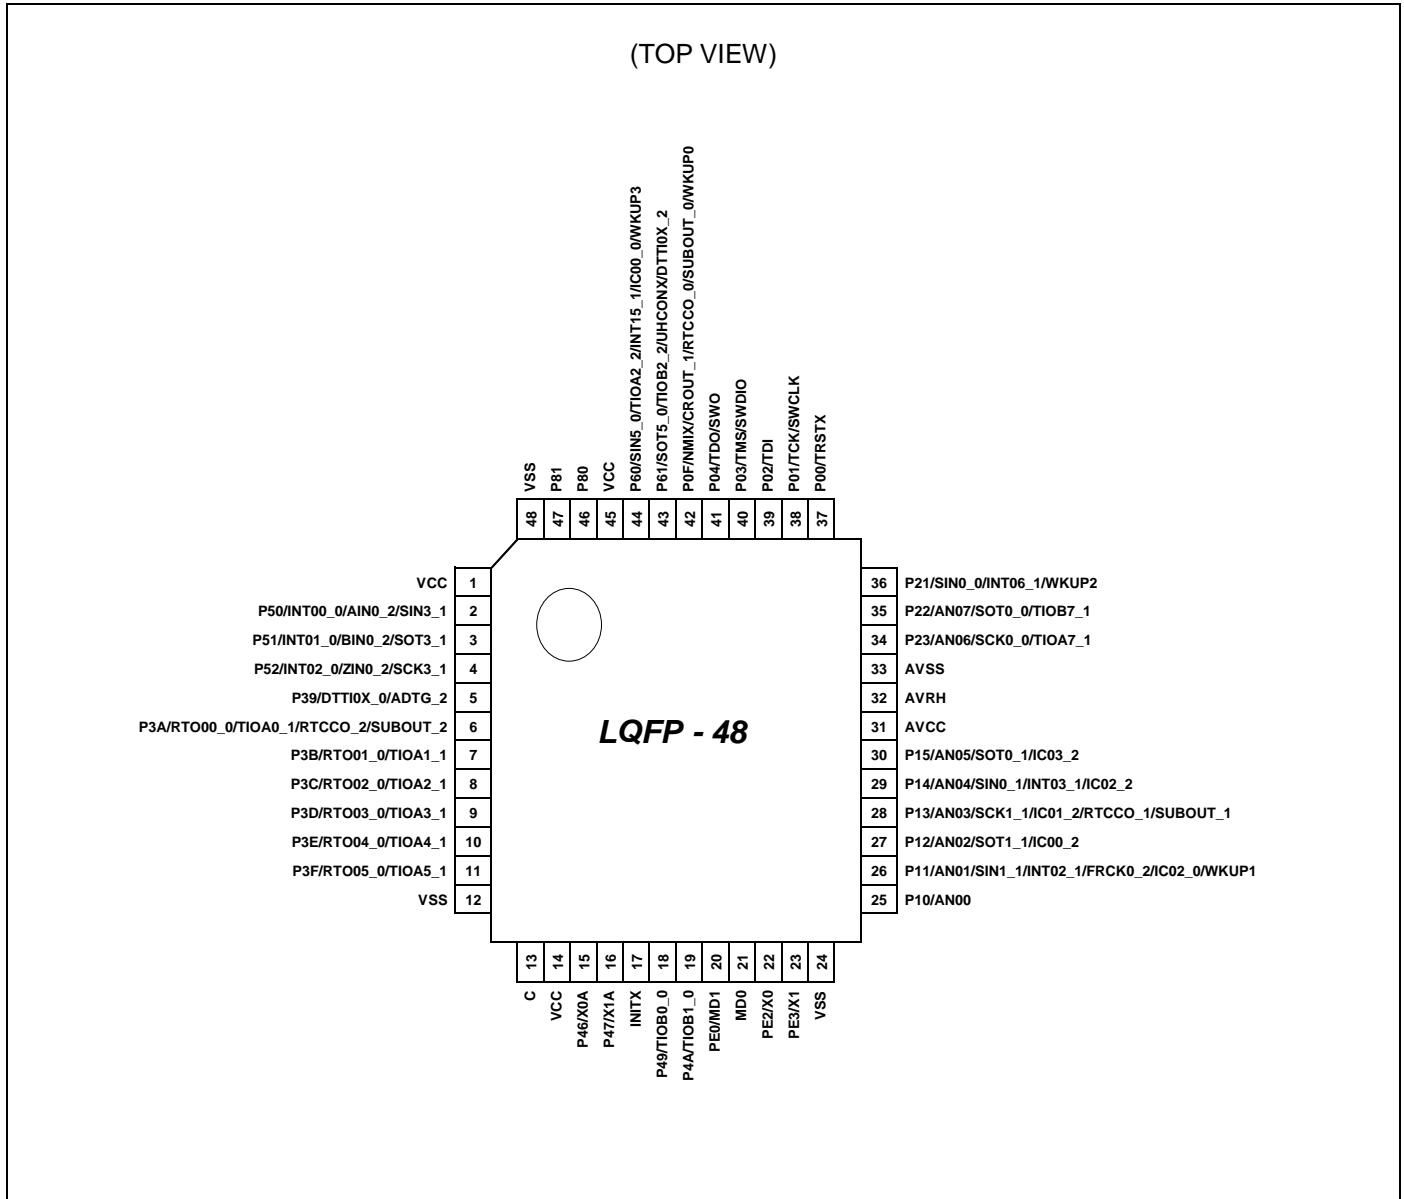 (TOP VIEW)
VSS
P81
P80
VCC
P60/SIN5_0/TIOA2_2/INT15_1/IC00_0/WKUP3
P61/SOT5_0/TIOB2_2/UHCONX/DTTI0X_2
P0F/NMIX/CROUT_1/RTCCO_0/SUBOUT_0/WKUP0
P04/TDO/SWO
P03/TMS/SWDIO
P02/TDI
P01/TCK/SWCLK
P00/TRSTX
48
47
46
45
44
43
42
41
40
39
38
37
VCC 1
P50/INT00_0/AIN0_2/SIN3_1 2
P51/INT01_0/BIN0_2/SOT3_1 3
P52/INT02_0/ZIN0_2/SCK3_1 4
P39/DTTI0X_0/ADTG_2 5
P3A/RTO00_0/TIOA0_1/RTCCO_2/SUBOUT_2 6
P3B/RTO01_0/TIOA1_1 7
P3C/RTO02_0/TIOA2_1 8
P3D/RTO03_0/TIOA3_1 9
P3E/RTO04_0/TIOA4_1 10
P3F/RTO05_0/TIOA5_1 11
VSS 12
LQFP - 48
36 P21/SIN0_0/INT06_1/WKUP2
35 P22/AN07/SOT0_0/TIOB7_1
34 P23/AN06/SCK0_0/TIOA7_1
33 AVSS
32 AVRH
31 AVCC
30 P15/AN05/SOT0_1/IC03_2
29 P14/AN04/SIN0_1/INT03_1/IC02_2
28 P13/AN03/SCK1_1/IC01_2/RTCCO_1/SUBOUT_1
27 P12/AN02/SOT1_1/IC00_2
26 P11/AN01/SIN1_1/INT02_1/FRCK0_2/IC02_0/WKUP1
25 P10/AN00
13
14
15
16
17
18
19
20
21
22
23
24
C
VCC
P46/X0A
P47/X1A
INITX
P49/TIOB0_0
P4A/TIOB1_0
PE0/MD1
MD0
PE2/X0
PE3/X1
VSS